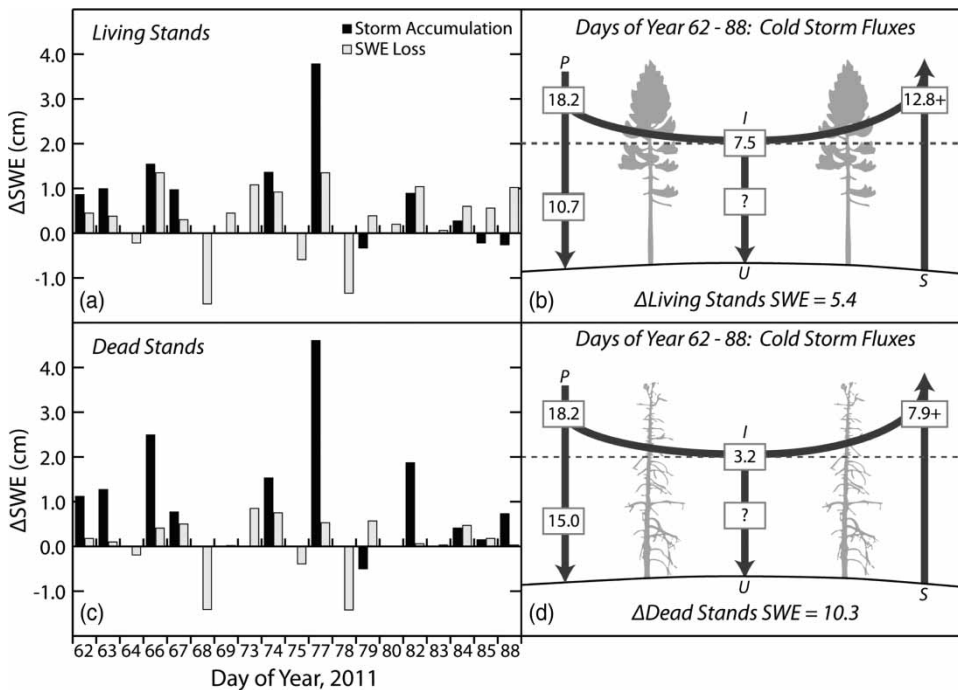 Living Stands
Storm Accumulation
SWE Loss
4.0
3.0
2.0
1.0
0.0
-1.0
ΔSWE (cm)
(a)
Days of Year 62 - 88: Cold Storm Fluxes
P
18.2
12.8+
I
7.5
10.7
?
U
S
(b)
ΔLiving Stands SWE = 5.4
Dead Stands
4.0
3.0
2.0
1.0
0.0
-1.0
ΔSWE (cm)
(c)
62 63 64 66 67 68 69 73 74 75 77 78 79 80 82 83 84 85 88
Day of Year, 2011
Days of Year 62 - 88: Cold Storm Fluxes
P
18.2
7.9+
I
3.2
15.0
?
U
S
(d)
ΔDead Stands SWE = 10.3